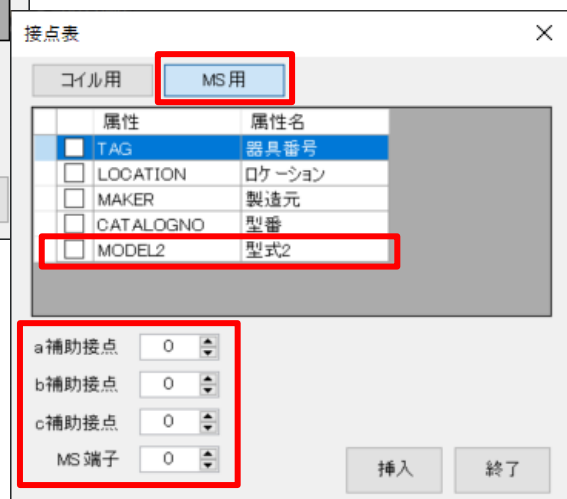 接点表
コイル用 MS用
属性 属性名
TAG 器具番号
LOCATION ロケーション
MAKER 製造元
CATALOGNO 型番
MODEL2 型式2
a補助接点 0
b補助接点 0
c補助接点 0
MS端子 0
挿入 終了